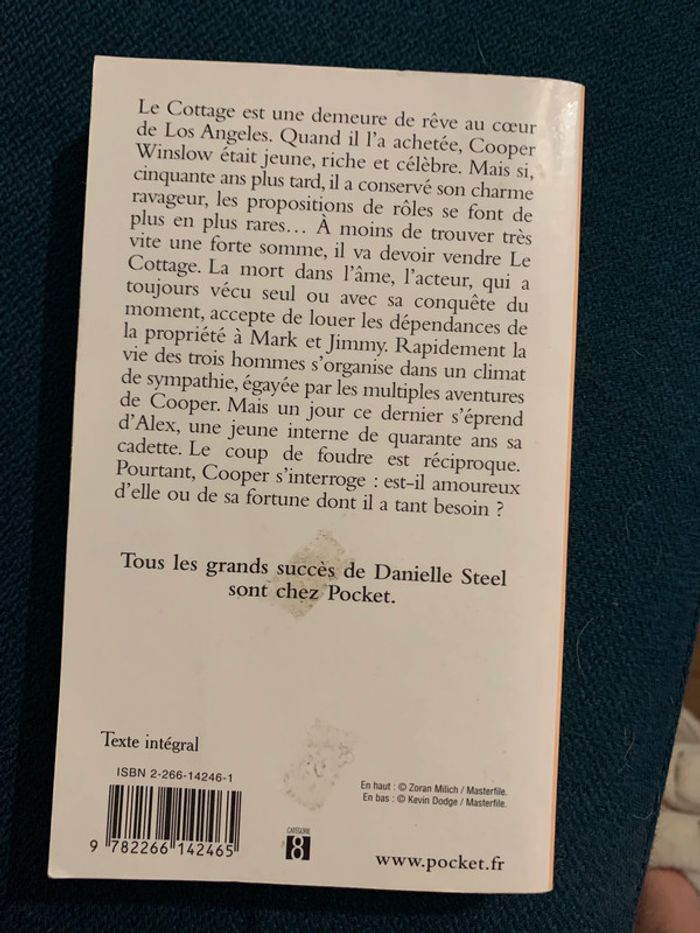 Le Cottage est une demeure de rêve au cœur
de Los Angeles. Quand il l'a achetée, Cooper
Winslow était jeune, riche et célèbre. Mais si,
cinquante ans plus tard, il a conservé son charme
ravageur, les propositions de rôles se font de
plus en plus rares… À moins de trouver très
vite une forte somme, il va devoir vendre Le
Cottage. La mort dans l'âme, l'acteur, qui a
toujours vécu seul ou avec sa conquête du
moment, accepte de louer les dépendances de
la propriété à Mark et Jimmy. Rapidement la
vie des trois hommes s'organise dans un climat
de sympathie, égayée par les multiples aventures
de Cooper. Mais un jour ce dernier s'éprend
d'Alex, une jeune interne de quarante ans sa
cadette. Le coup de foudre est réciproque.
Pourtant, Cooper s'interroge : est-il amoureux
d'elle ou de sa fortune dont il a tant besoin ?
Tous les grands succès de Danielle Steel
sont chez Pocket.
Texte intégral
ISBN 2-266-14246-1
9 782266 142465
En haut : © Zoran Milich / Masterfile.
En bas : © Kevin Dodge / Masterfile.
CATÉGORIE
8
www.pocket.fr